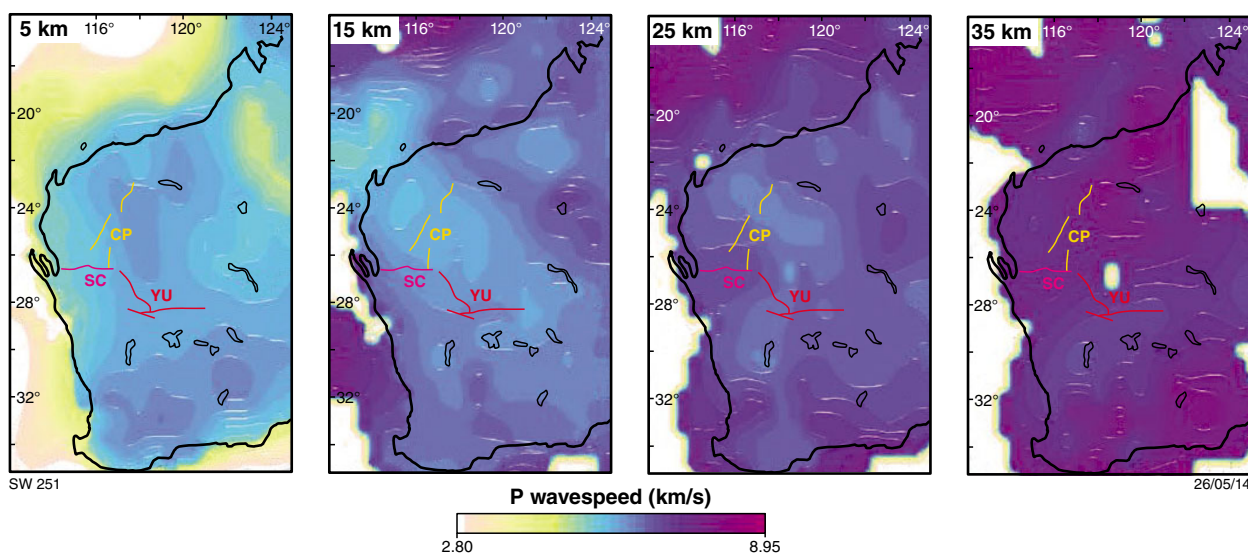 5 km 116° 120° 124°
15 km 116° 120° 124°
25 km 116° 120° 124°
35 km 116° 120° 124°
20° 20° 20° 20°
24° 24° 24° 24°
CP CP CP CP
SC SC SC
28° 28° 28° 28°
YU YU YU
32° 32° 32° 32°
SW 251
26/05/14
P wavespeed (km/s)
2.80 8.95